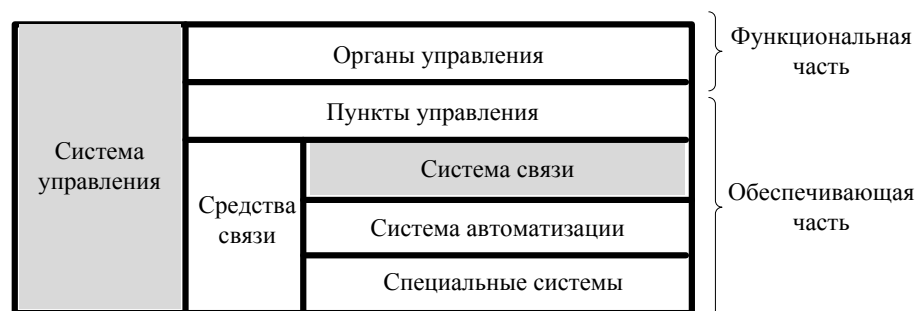 Система
управления
Органы управления
Пункты управления
Средства
связи
Система связи
Система автоматизации
Специальные системы
Функциональная
часть
Обеспечивающая
часть